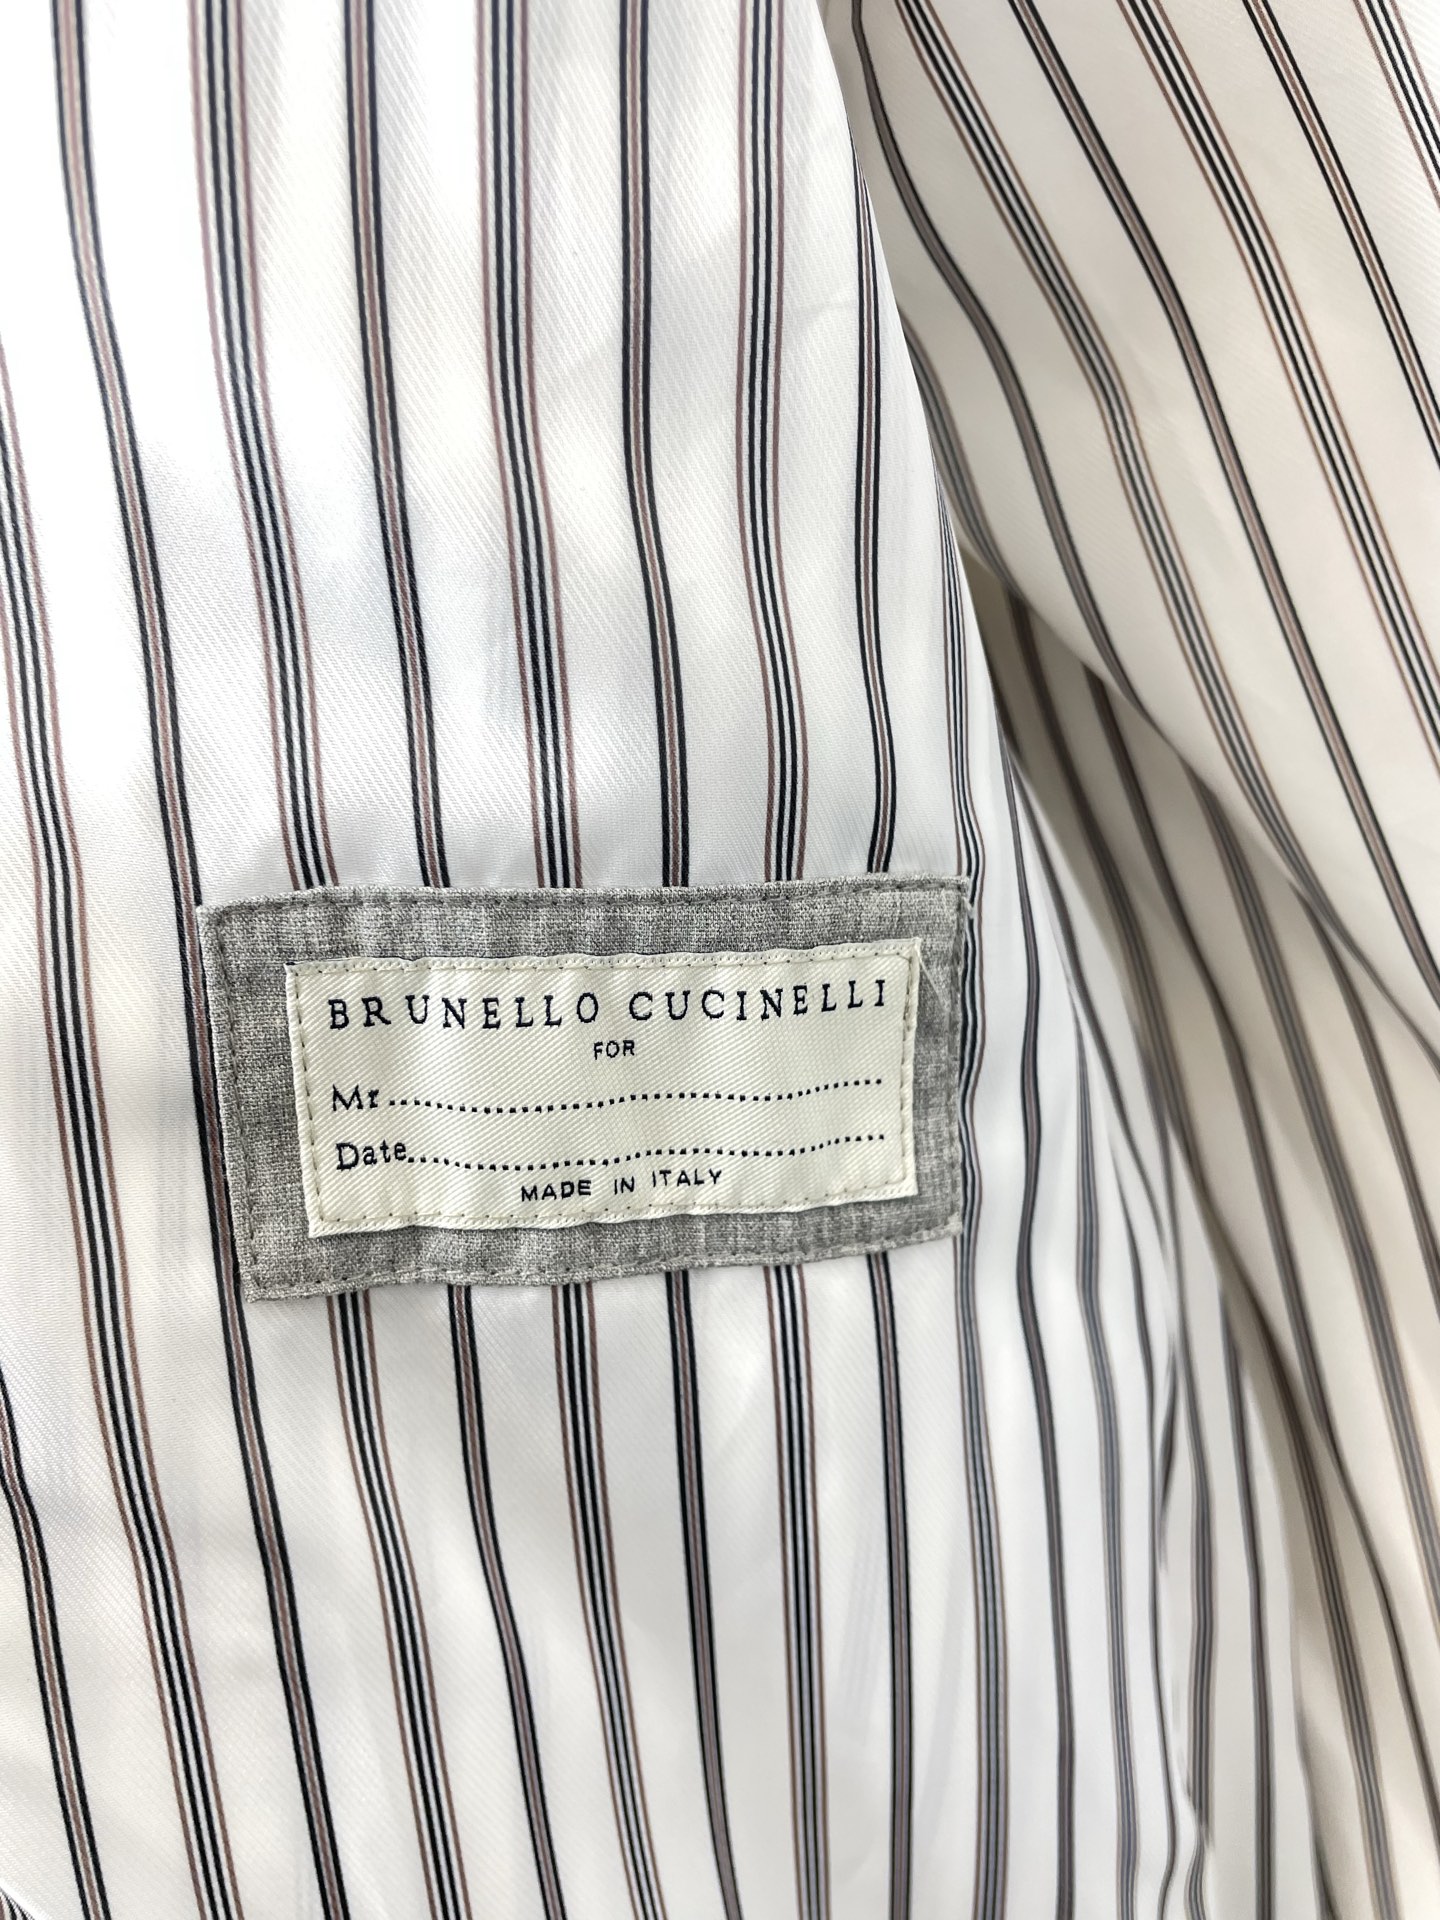 BRUNELLO CUCINELLI
FOR
Mr.............................................
Date...........................................
MADE IN ITALY